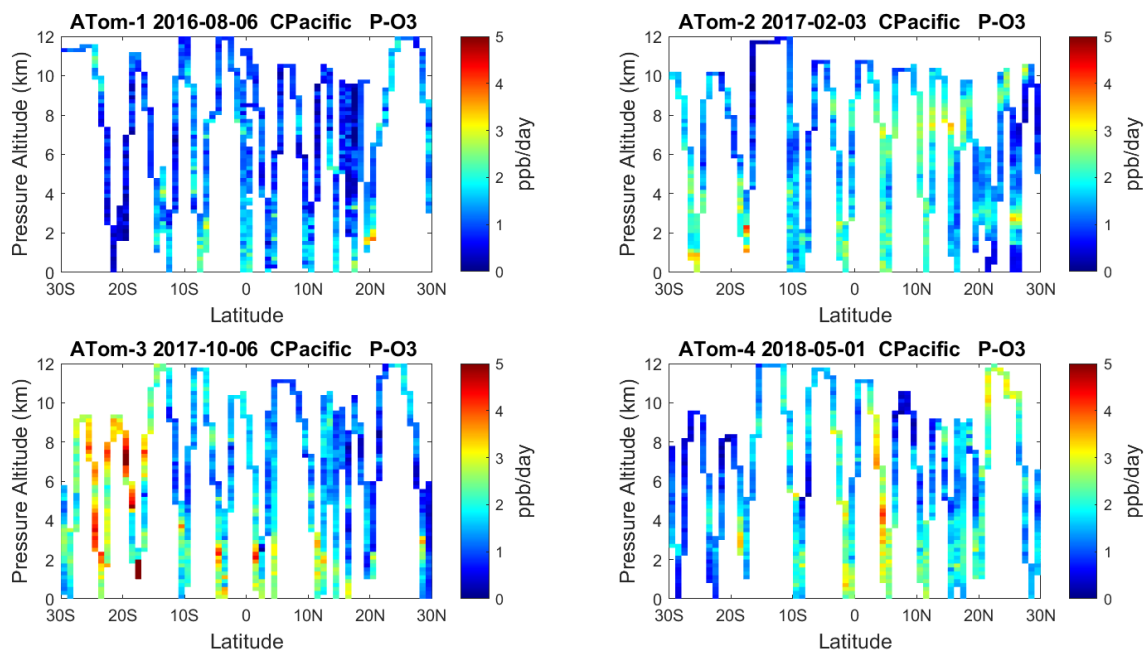 ATom-1 2016-08-06 CPacific P-O3
12
10
8
6
4
2
0
Pressure Altitude (km)
30S 20S 10S 0 10N 20N 30N
Latitude
5
4
3
2
1
0
ppb/day
ATom-2 2017-02-03 CPacific P-O3
12
10
8
6
4
2
0
Pressure Altitude (km)
30S 20S 10S 0 10N 20N 30N
Latitude
5
4
3
2
1
0
ppb/day
ATom-3 2017-10-06 CPacific P-O3
12
10
8
6
4
2
0
Pressure Altitude (km)
30S 20S 10S 0 10N 20N 30N
Latitude
5
4
3
2
1
0
ppb/day
ATom-4 2018-05-01 CPacific P-O3
12
10
8
6
4
2
0
Pressure Altitude (km)
30S 20S 10S 0 10N 20N 30N
Latitude
5
4
3
2
1
0
ppb/day